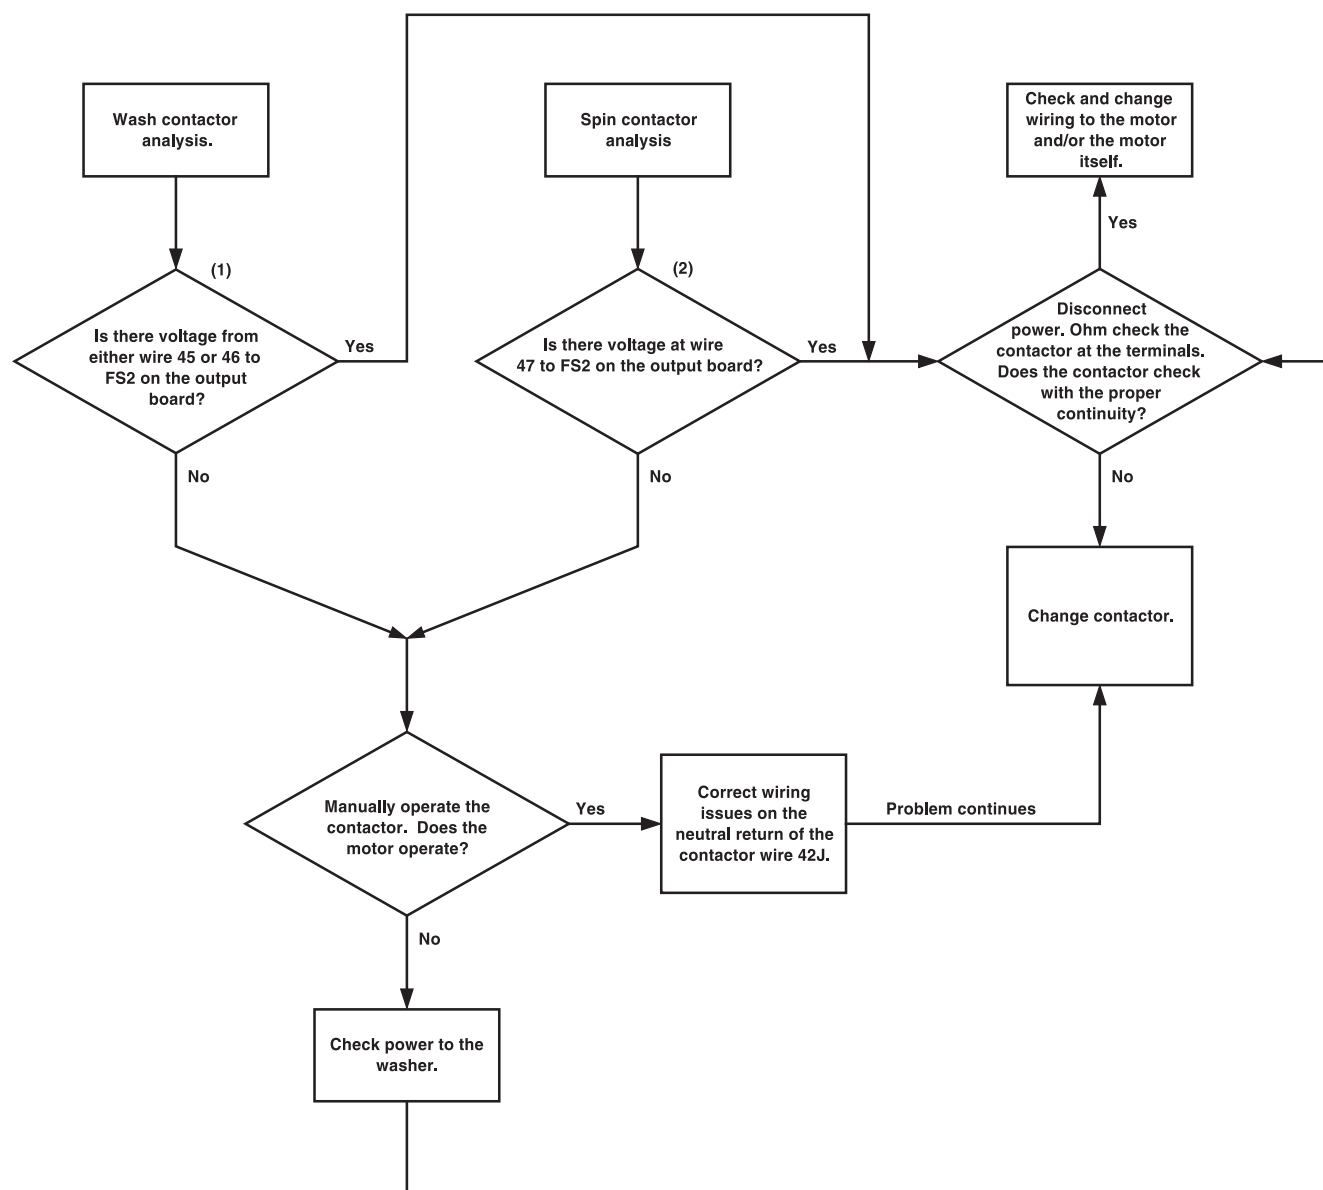 Wash contactor
analysis.
Spin contactor
analysis
Check and change
wiring to the motor
and/or the motor
itself.
Yes
(1)
Is there voltage from
either wire 45 or 46 to
FS2 on the output
board?
Yes
No
(2)
Is there voltage at wire
47 to FS2 on the output board?
Yes
No
Disconnect
power. Ohm check the
contactor at the terminals.
Does the contactor check
with the proper
continuity?
No
Change contactor.
Manually operate the
contactor.  Does the
motor operate?
Yes
Correct wiring
issues on the
neutral return of the
contactor wire 42J.
Problem continues
No
Check power to the
washer.